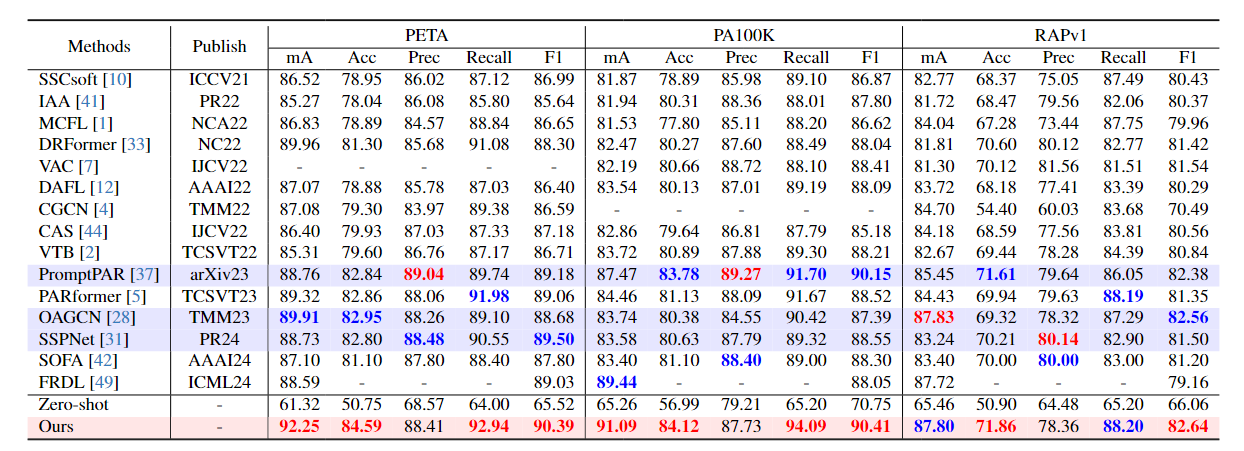 Methods Publish PETA PA100K RAPv1
mA Acc Prec Recall F1 mA Acc Prec Recall F1 mA Acc Prec Recall F1
SSCsoft [10] ICCV21 86.52 78.95 86.02 87.12 86.99 81.87 78.89 85.98 89.10 86.87 82.77 68.37 75.05 87.49 80.43
IAA [41] PR22 85.27 78.04 86.08 85.80 85.64 81.94 80.31 88.36 88.01 87.80 81.72 68.47 79.56 82.06 80.37
MCFL [1] NCA22 86.83 78.89 84.57 88.84 86.65 81.53 77.80 85.11 88.20 86.62 84.04 67.28 73.44 87.75 79.96
DRFormer [33] NC22 89.96 81.30 85.68 91.08 88.30 82.47 80.27 87.60 88.49 88.04 81.81 70.60 80.12 82.77 81.42
VAC [7] IJCV22 - - - - - 82.19 80.66 88.72 88.10 88.41 81.30 70.12 81.56 81.51 81.54
DAFL [12] AAAI22 87.07 78.88 85.78 87.03 86.40 83.54 80.13 87.01 89.19 88.09 83.72 68.18 77.41 83.39 80.29
CGCN [4] TMM22 87.08 79.30 83.97 89.38 86.59 - - - - - 84.70 54.40 60.03 83.68 70.49
CAS [44] IJCV22 86.40 79.93 87.03 87.33 87.18 82.86 79.64 86.81 87.79 85.18 84.18 68.59 77.56 83.81 80.56
VTB [2] TCSVT22 85.31 79.60 86.76 87.17 86.71 83.72 80.89 87.88 89.30 88.21 82.67 69.44 78.28 84.39 80.84
PromptPAR [37] arXiv23 88.76 82.84 89.04 89.74 89.18 87.47 83.78 89.27 91.70 90.15 85.45 71.61 79.64 86.05 82.38
PARformer [5] TCSVT23 89.32 82.86 88.06 91.98 89.06 84.46 81.13 88.09 91.67 88.52 84.43 69.94 79.63 88.19 81.35
OAGCN [28] TMM23 89.91 82.95 88.26 89.10 88.68 83.74 80.38 84.55 90.42 87.39 87.83 69.32 78.32 87.29 82.56
SSPNet [31] PR24 88.73 82.80 88.48 90.55 89.50 83.58 80.63 87.79 89.32 88.55 83.24 70.21 80.14 82.90 81.50
SOFA [42] AAAI24 87.10 81.10 87.80 88.40 87.80 83.40 81.10 88.40 89.00 88.30 83.40 70.00 80.00 83.00 81.20
FRDL [49] ICML24 88.59 - - - 89.03 89.44 - - - 88.05 87.72 - - - 79.16
Zero-shot - 61.32 50.75 68.57 64.00 65.52 65.26 56.99 79.21 65.20 70.75 65.46 50.90 64.48 65.20 66.06
Ours - 92.25 84.59 88.41 92.94 90.39 91.09 84.12 87.73 94.09 90.41 87.80 71.86 78.36 88.20 82.64